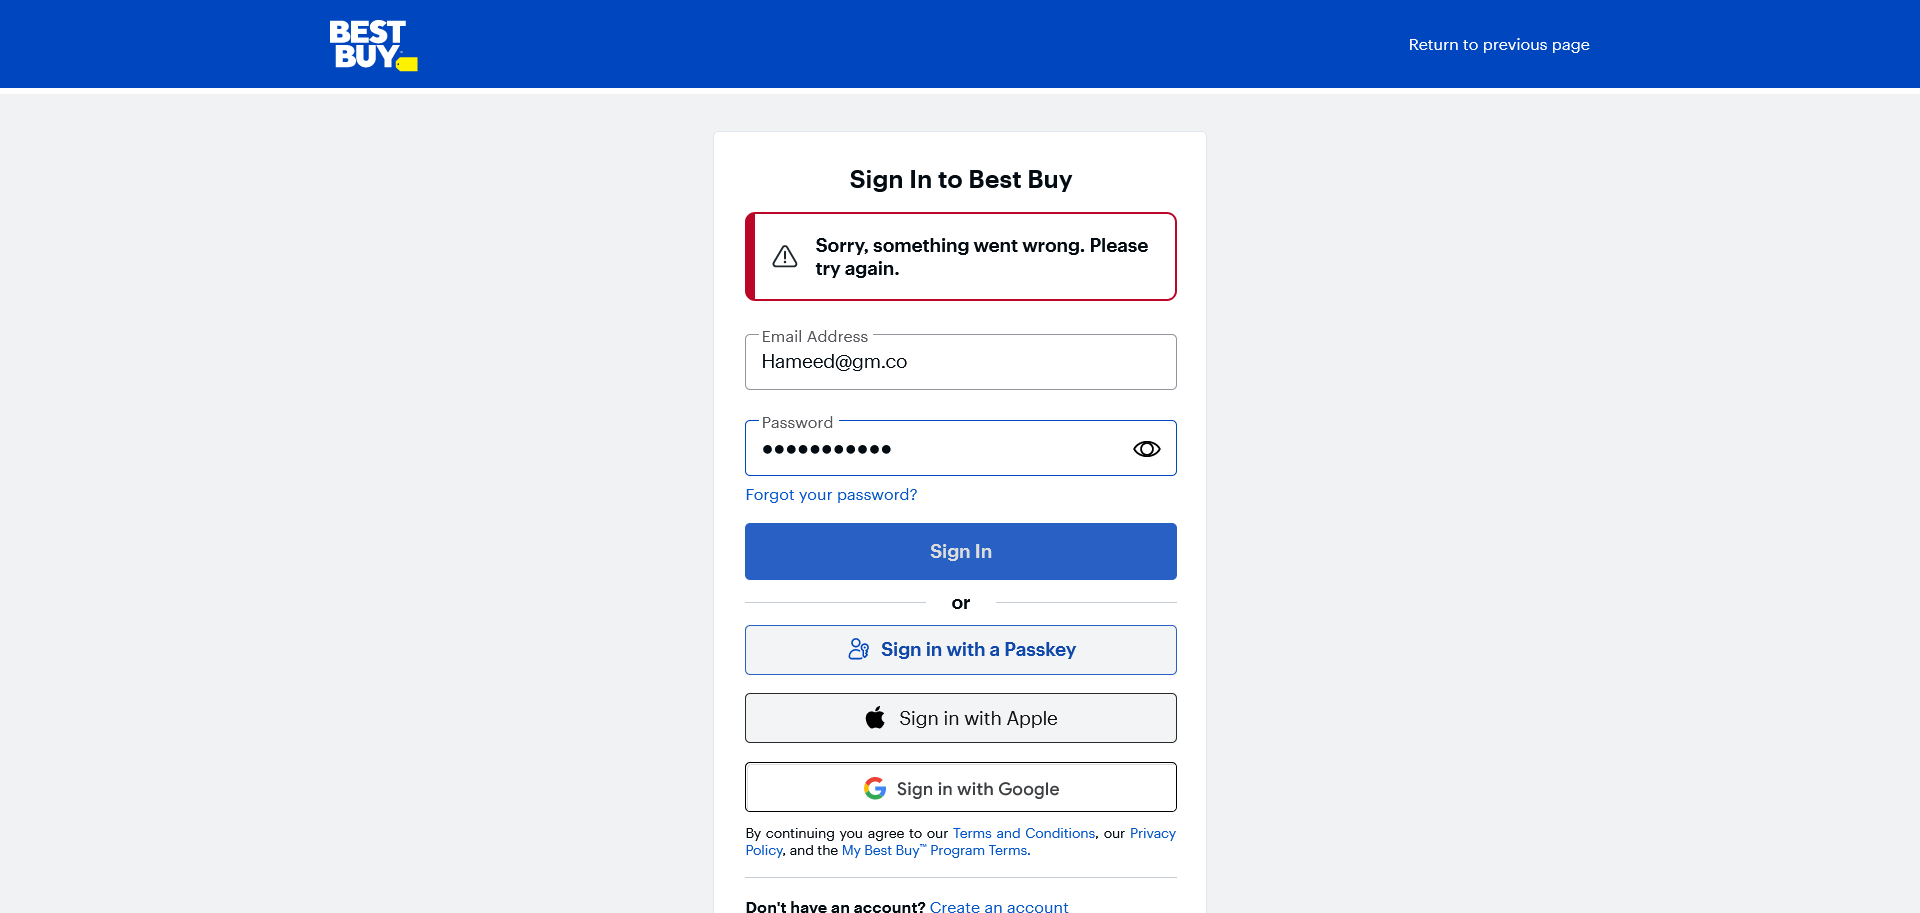 BEST
BUY
Return to previous page
Sign In to Best Buy
Sorry, something went wrong. Please
try again.
Email Address
Hameed@gm.co
Password
•••••••••••
Forgot your password?
Sign In
or
Sign in with a Passkey
Sign in with Apple
Sign in with Google
By continuing you agree to our Terms and Conditions, our Privacy
Policy, and the My Best Buy™ Program Terms.
Don't have an account? Create an account